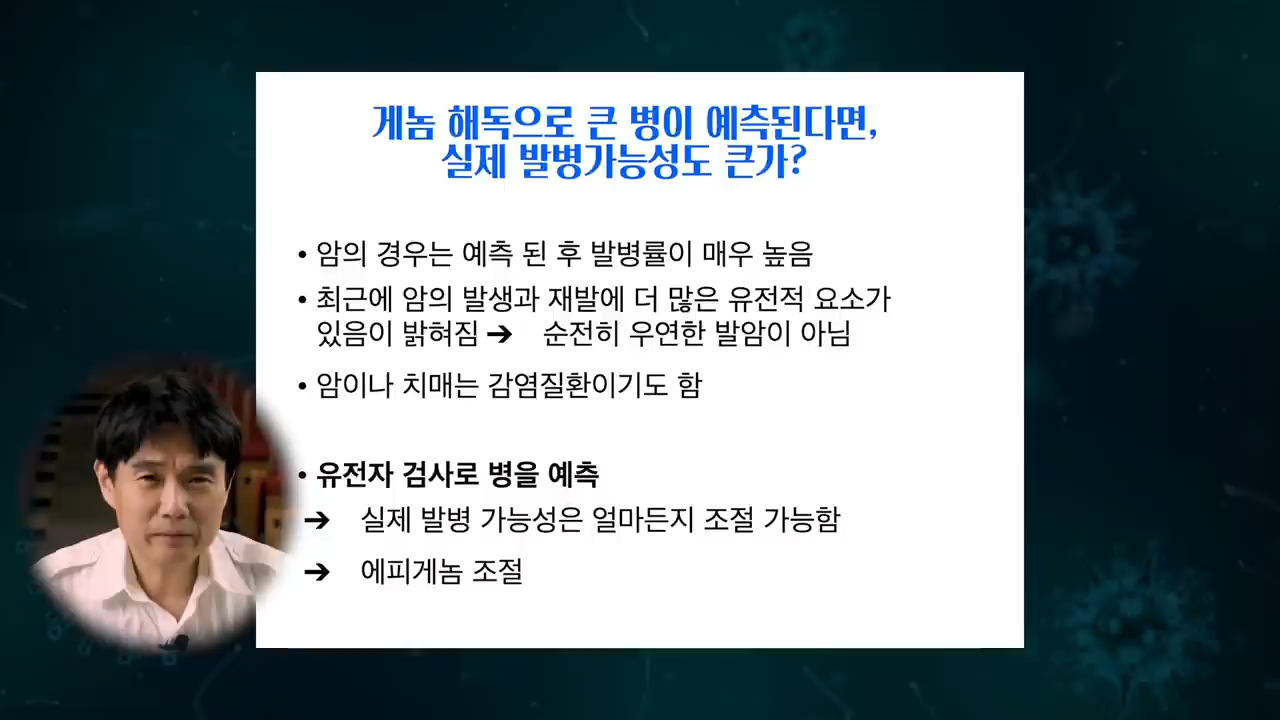 게놈 해독으로 큰 병이 예측된다면,
실제 발병가능성도 큰가?
• 암의 경우는 예측 된 후 발병률이 매우 높음
• 최근에 암의 발생과 재발에 더 많은 유전적 요소가
있음이 밝혀짐 ➔ 순전히 우연한 발암이 아님
• 암이나 치매는 감염질환이기도 함
• 유전자 검사로 병을 예측
➔ 실제 발병 가능성은 얼마든지 조절 가능함
➔ 에피게놈 조절